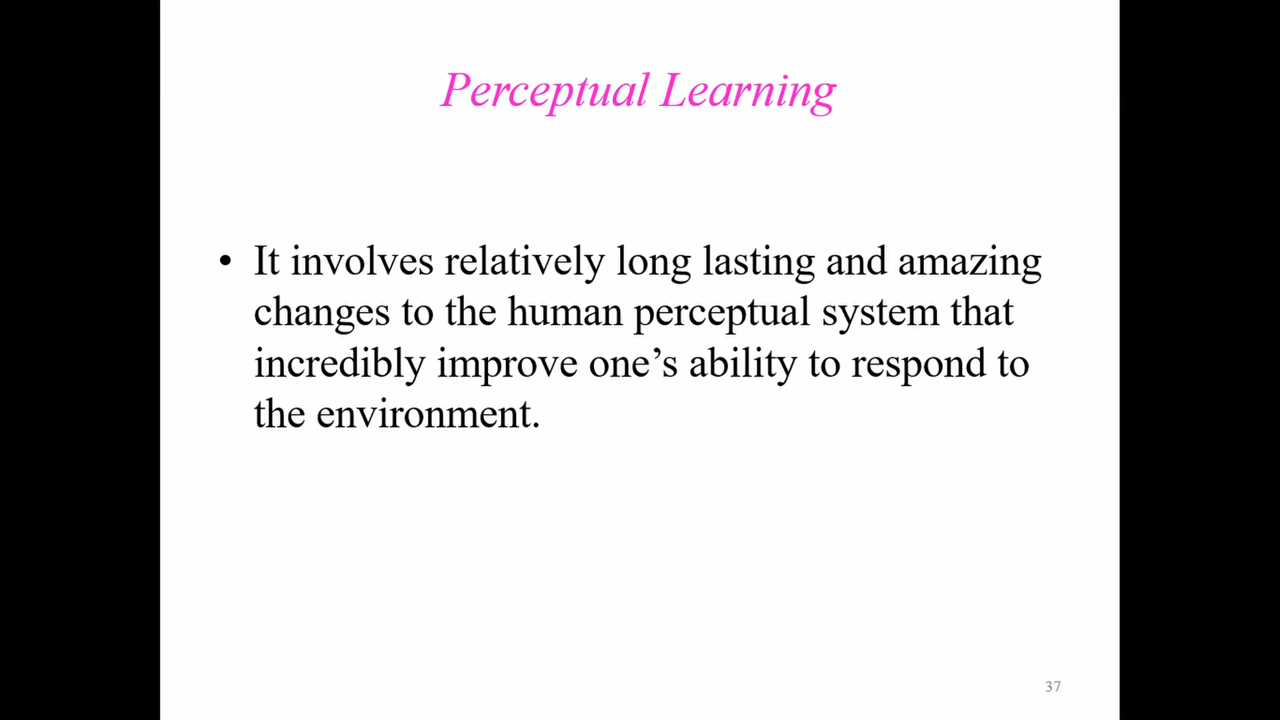 Perceptual Learning
• It involves relatively long lasting and amazing
changes to the human perceptual system that
incredibly improve one’s ability to respond to
the environment.
37